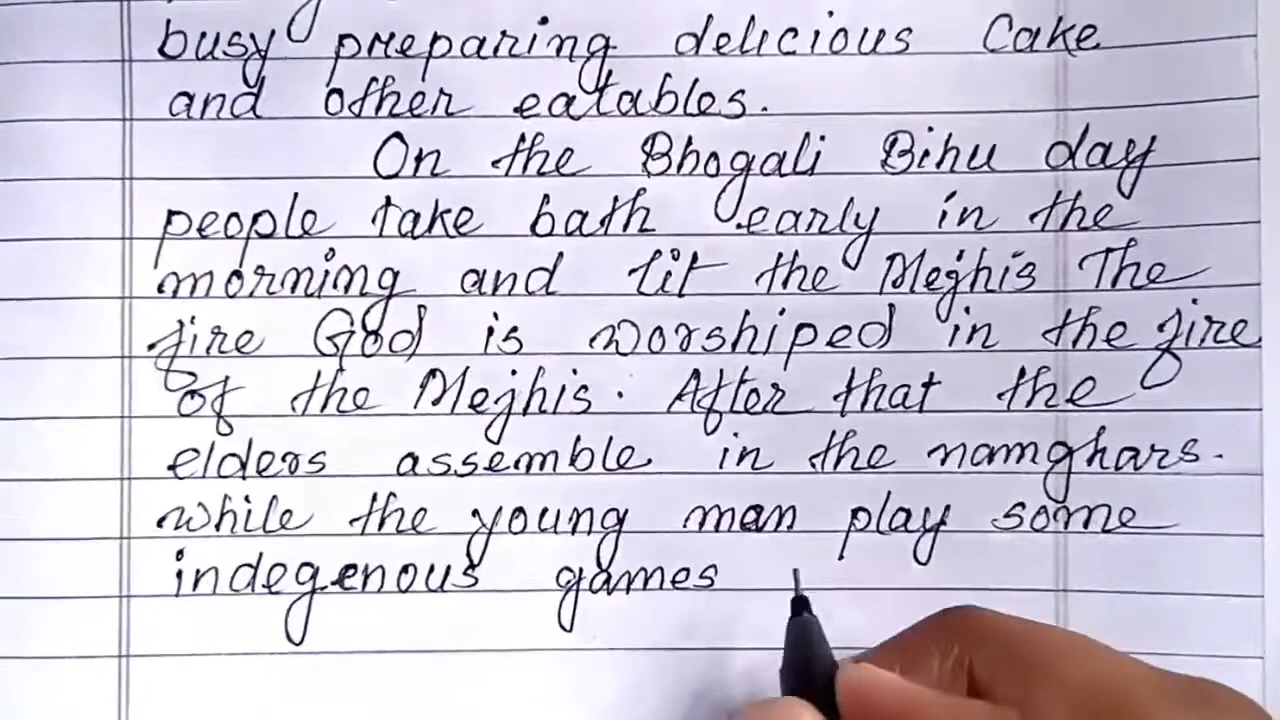 busy preparing delicious Cake
and other eatables.
On the Bhogali Bihu day
people take bath early in the
morning and lit the Mejhis The
fire God is worshiped in the fire
of the Mejhis. After that the
elders assemble in the namghars.
while the young man play some
indegenous games